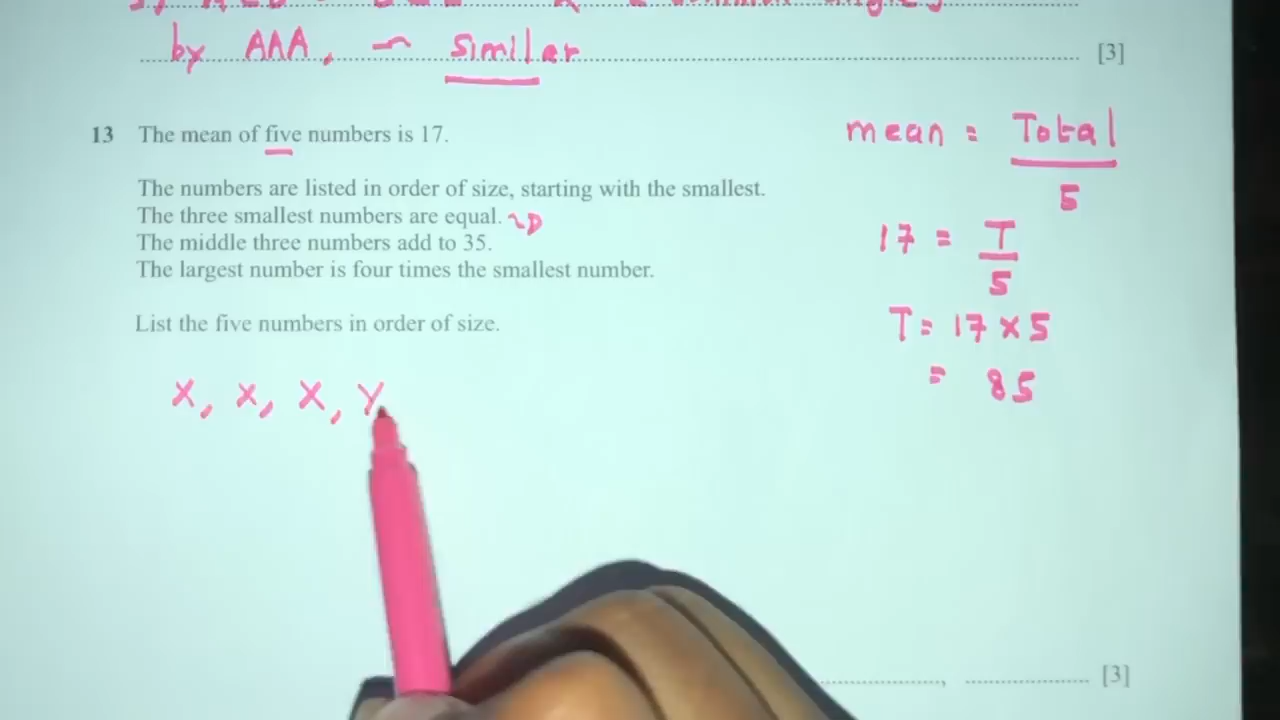 by AAA, ~ similar
[3]
13 The mean of five numbers is 17.
The numbers are listed in order of size, starting with the smallest.
The three smallest numbers are equal.
The middle three numbers add to 35.
The largest number is four times the smallest number.
List the five numbers in order of size.
x, x, x, y
mean = Total
5
17 = T
5
T = 17 × 5
= 85
[3]